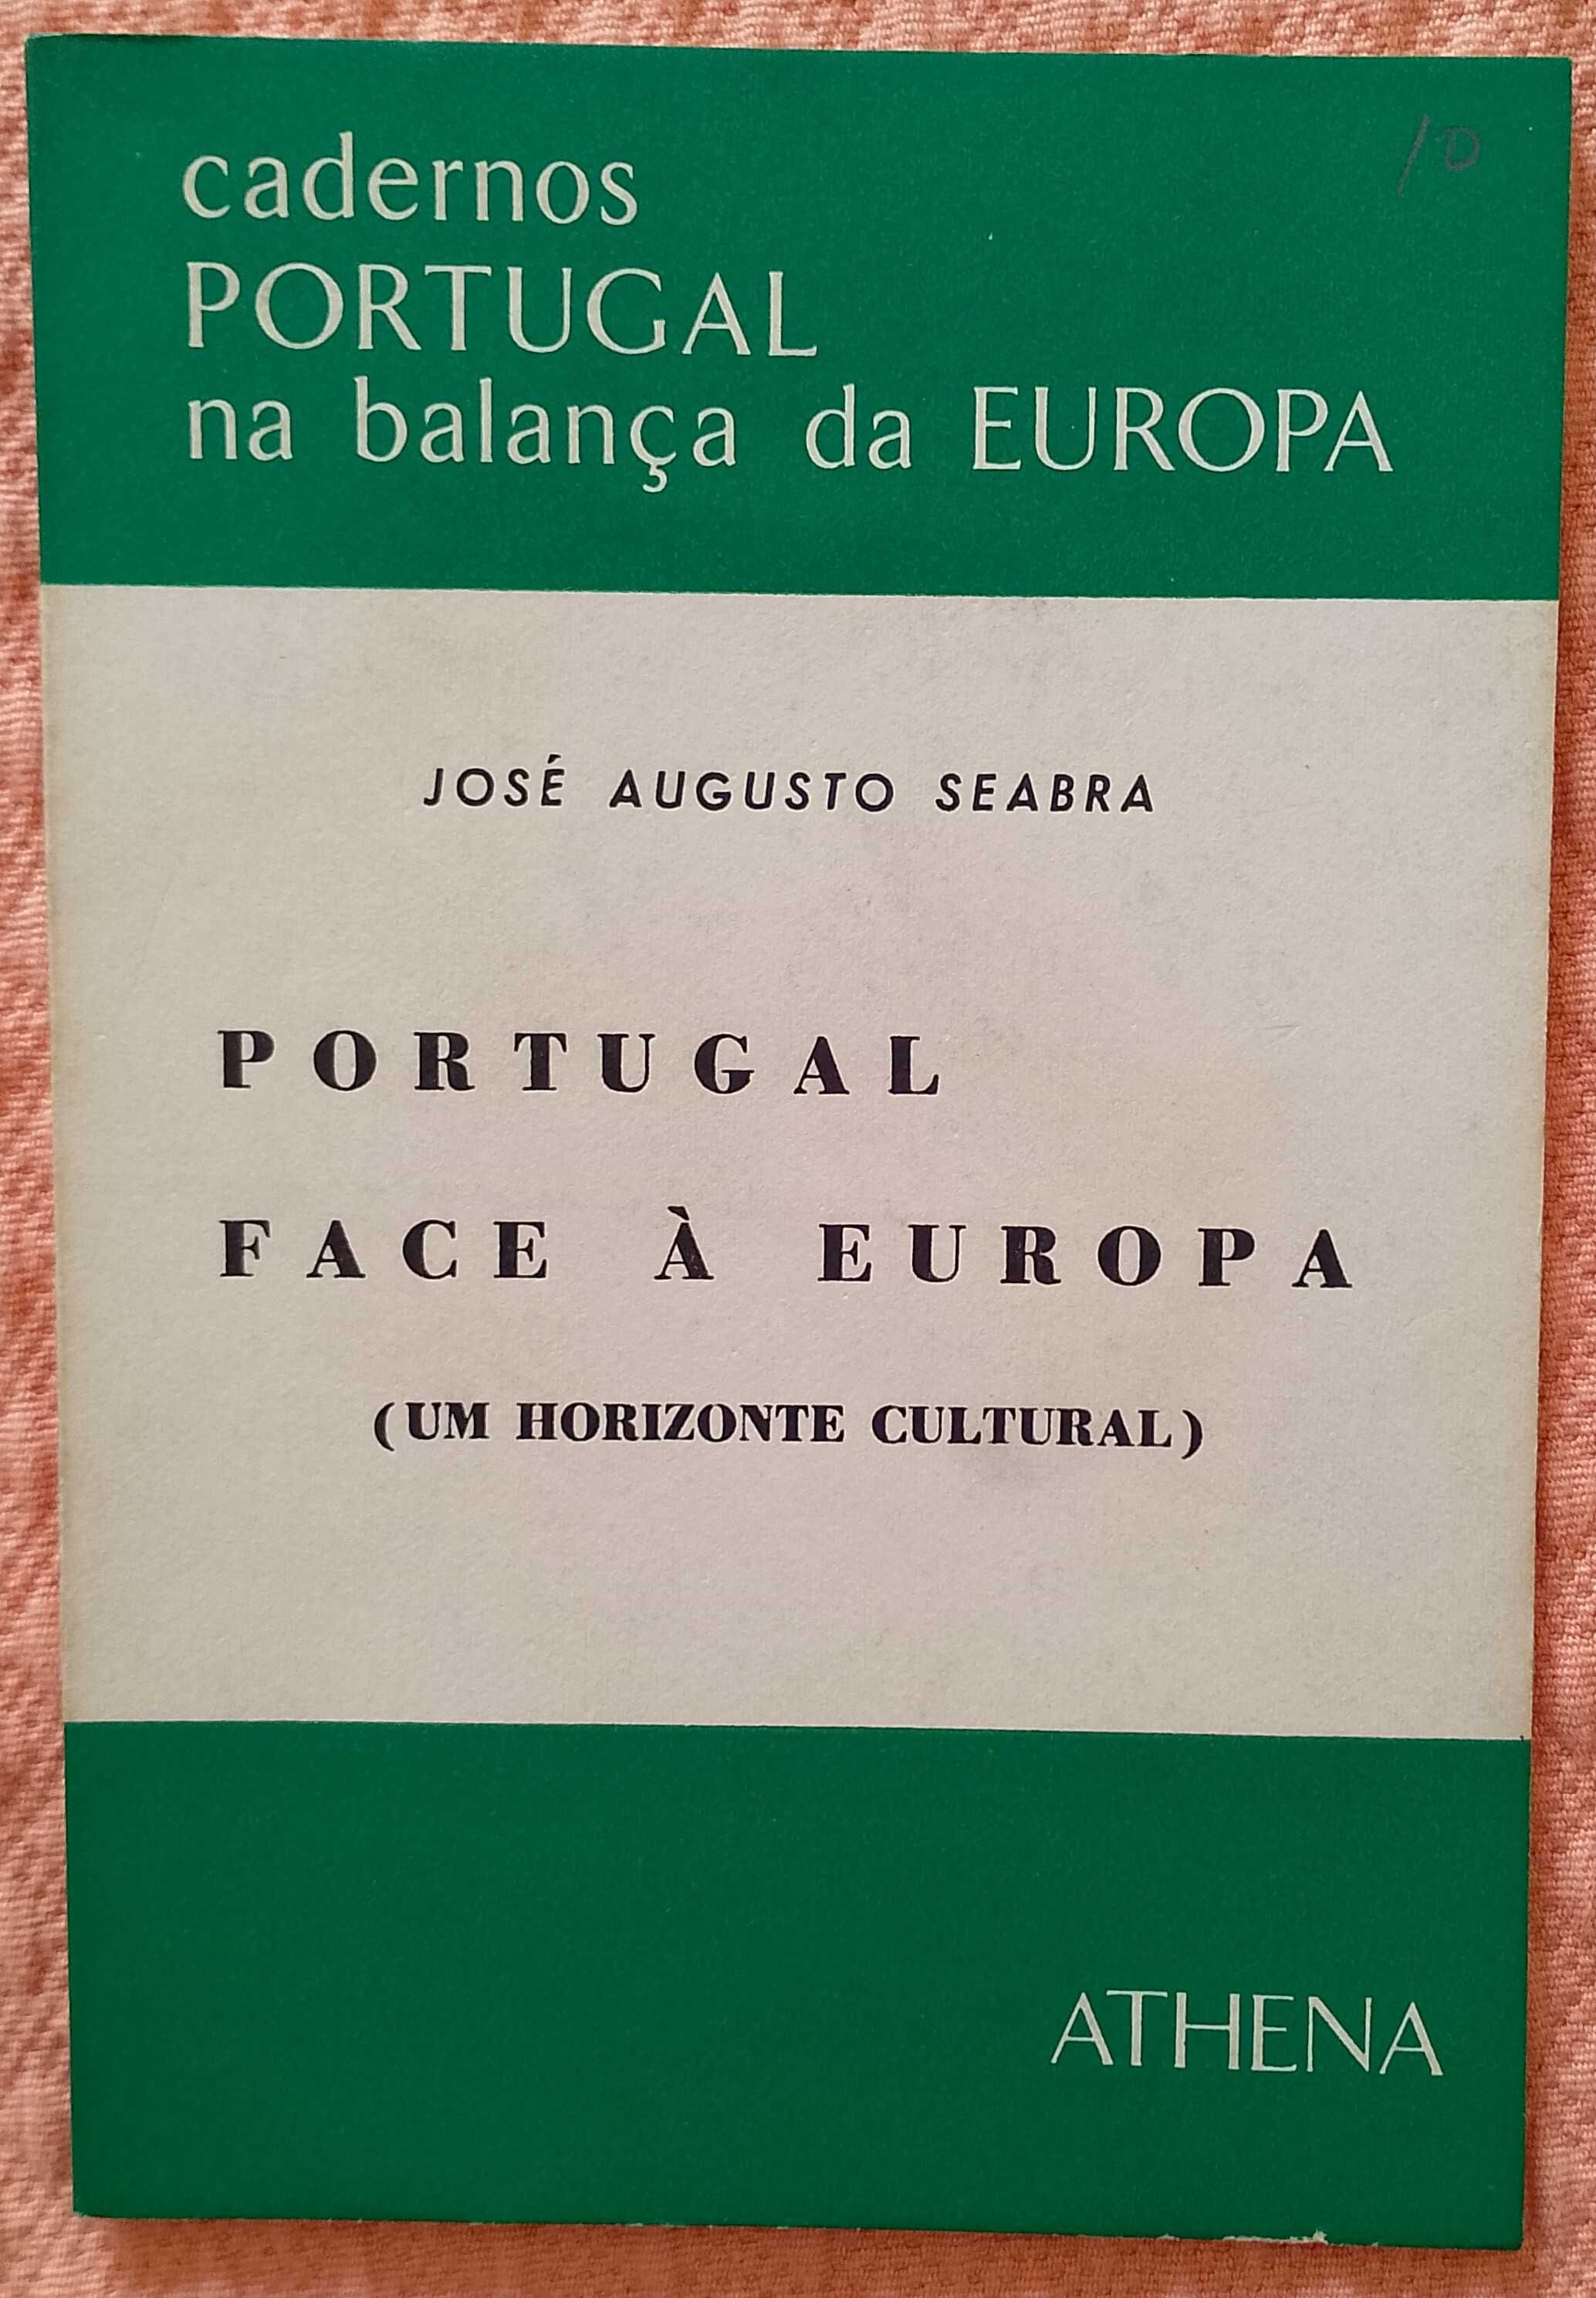 10
cadernos
PORTUGAL
na balança da EUROPA
JOSÉ AUGUSTO SEABRA
PORTUGAL
FACE À EUROPA
(UM HORIZONTE CULTURAL)
ATHENA